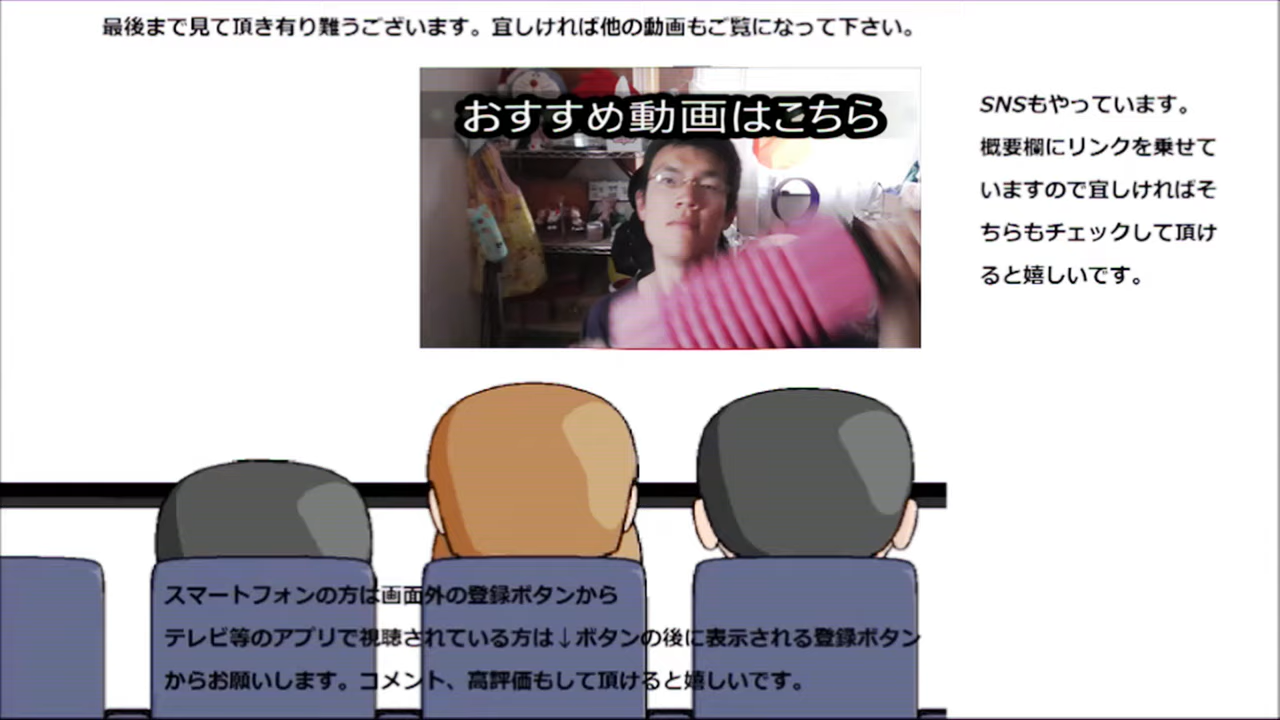 最後まで見て頂き有り難うございます。宜しければ他の動画もご覧になって下さい。
おすすめ動画はこちら
SNSもやっています。
概要欄にリンクを乗せて
いますので宜しければそ
ちらもチェックして頂け
ると嬉しいです。
スマートフォンの方は画面外の登録ボタンから
テレビ等のアプリで視聴されている方は↓ボタンの後に表示される登録ボタン
からお願いします。コメント、高評価もして頂けると嬉しいです。